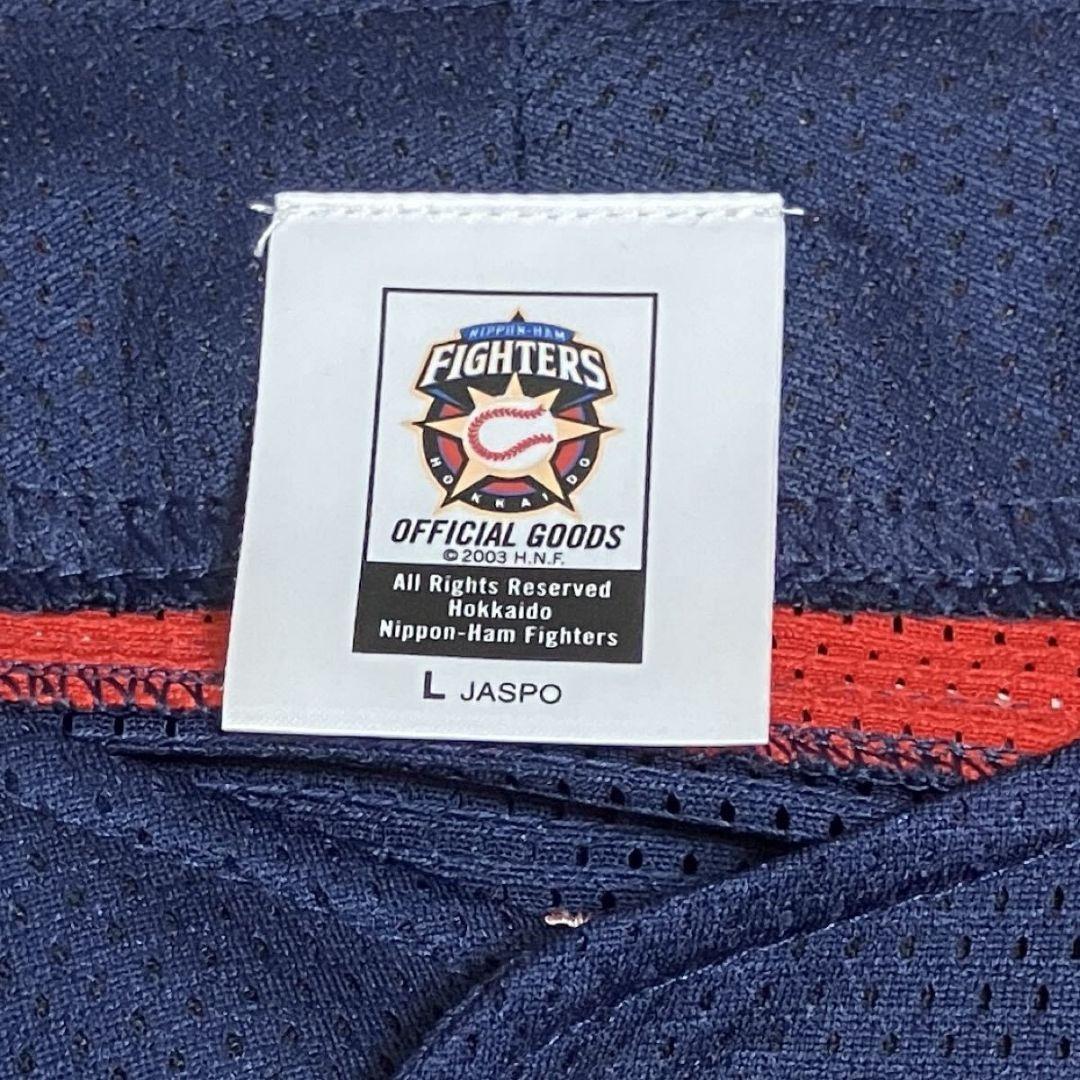 NIPPON-HAM
FIGHTERS
HOKKAIDO
OFFICIAL GOODS
©2003 H.N.F.
All Rights Reserved
Hokkaido
Nippon-Ham Fighters
L JASPO